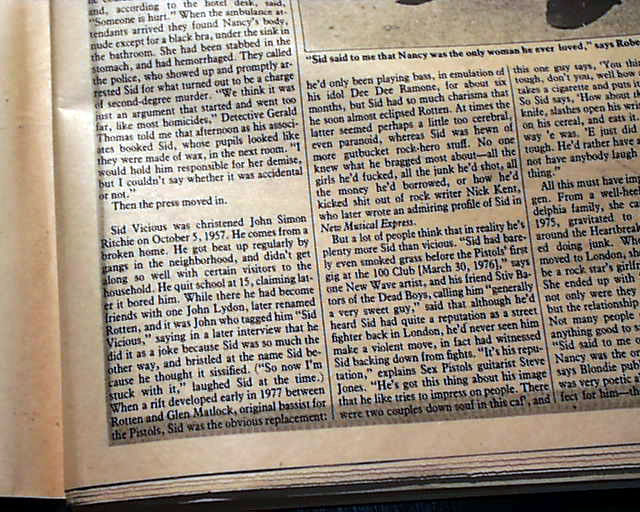 and, according to the hotel desk, said,
"Someone is hurt." When the ambulance at-
tendants arrived they found Nancy's body,
nude except for a black bra, under the sink in
the bathroom. She had been stabbed in the
stomach, and had hemorrhaged. They called
the police, who showed up and promptly ar-
rested Sid for what turned out to be a charge
of second-degree murder. "We think it was
just an argument that started and went too
far, like most homicides," Detective Gerald
Thomas told me that afternoon as his associ-
ates booked Sid, whose pupils looked like
they were made of wax, in the next room. "I
would hold him responsible for her demise,
but I couldn't say whether it was accidental
or not."
Then the press moved in.
Sid Vicious was christened John Simon
Ritchie on October 5, 1957. He comes from a
broken home. He got beat up regularly by
gangs in the neighborhood, and didn't get
along so well with certain visitors to the
household. He quit school at 15, claiming lat-
er it bored him. While there he had become
friends with one John Lydon, later renamed
Rotten, and it was John who tagged him "Sid
Vicious," saying in a later interview that he
did it as a joke because Sid was so much the
other way, and bristled at the name Sid be-
cause he thought it sissified. ("So now I'm
stuck with it," laughed Sid at the time.)
When a rift developed early in 1977 between
Rotten and Glen Matlock, original bassist for
the Pistols, Sid was the obvious replacement:
"Sid said to me that Nancy was the only woman he ever loved," says Robe
he'd only been playing bass, in emulation of
his idol Dee Dee Ramone, for about six
months, but Sid had so much charisma that
he soon almost eclipsed Rotten. At times the
latter seemed perhaps a little too cerebral,
even paranoid, whereas Sid was hewn of
more gutbucket rock-hero stuff. No one
knew what he bragged most about—all the
girls he'd fucked, all the junk he'd shot, all
the money he'd borrowed, or how he'd
kicked shit out of rock writer Nick Kent,
who later wrote an admiring profile of Sid in
New Musical Express.
But a lot of people think that in reality he's
plenty more Sid than vicious. "Sid had bare-
ly even smoked grass before the Pistols' first
gig at the 100 Club [March 30, 1976]," says
one New Wave artist, and his friend Stiv Ba-
tors of the Dead Boys, calling him "generally
a very sweet guy," said that although he'd
heard Sid had quite a reputation as a street
fighter back in London, he'd never seen him
make a violent move, in fact had witnessed
Sid backing down from fights. "It's his repu-
tation," explains Sex Pistols guitarist Steve
Jones. "He's got this thing about his image
that he like tries to impress on people. There
were two couples down soul in this caf', and
this one guy says, 'You thin
tough, don't you, well how
takes a cigarette and puts it
So Sid says, 'How about th
knife, slashes open his wri
on his cereal, and eats it.
way 'e was. 'E just did
tough. He'd rather have a
not have anybody laugh
thing."
All this must have imp
gen. From a well-heel
delphia family, she ca
1975, gravitated to
around the Heartbreak
ed doing junk. Wh
moved to London, sh
be a rock star's girlf
She ended up with
not only were they
but the relationship
Not many people
anything good to s
"Sid said to me
Nancy was the on
says Blondie pub
was very poetic
fect for him—th